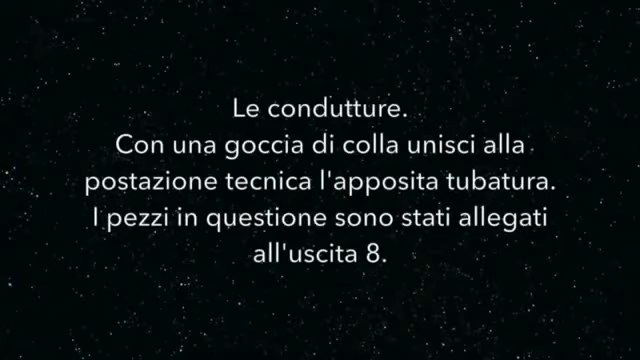 Le condutture.
Con una goccia di colla unisci alla
postazione tecnica l'apposita tubatura.
I pezzi in questione sono stati allegati
all'uscita 8.